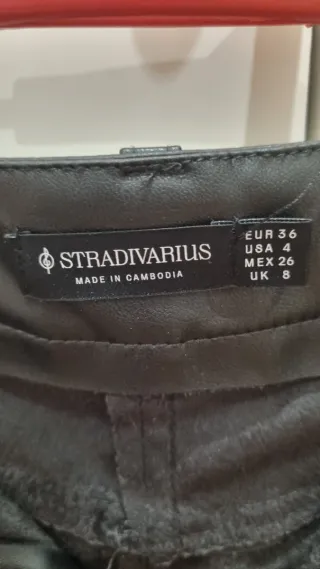 STRADIVARIUS
MADE IN CAMBODIA
EUR 36
USA 4
MEX 26
UK 8